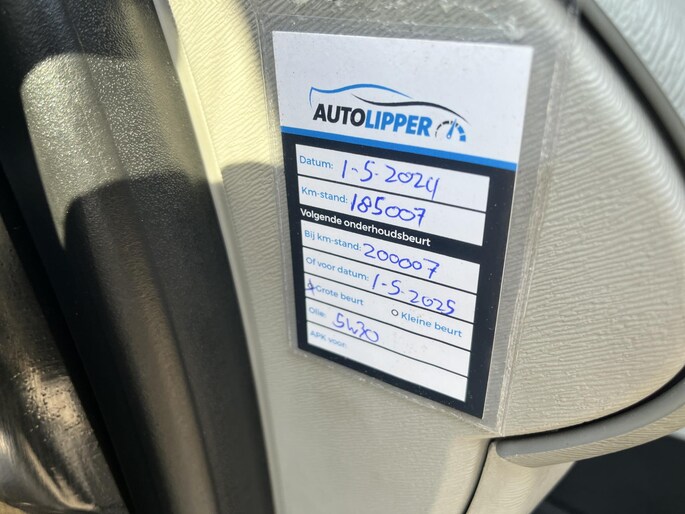 AUTOLIPPER
Datum: 1-5-2024
Km-stand: 185007
Volgende onderhoudsbeurt
Bij km-stand: 200007
Of voor datum: 1-5-2025
Grote beurt Kleine beurt
Olie: 5W30
APK voor: